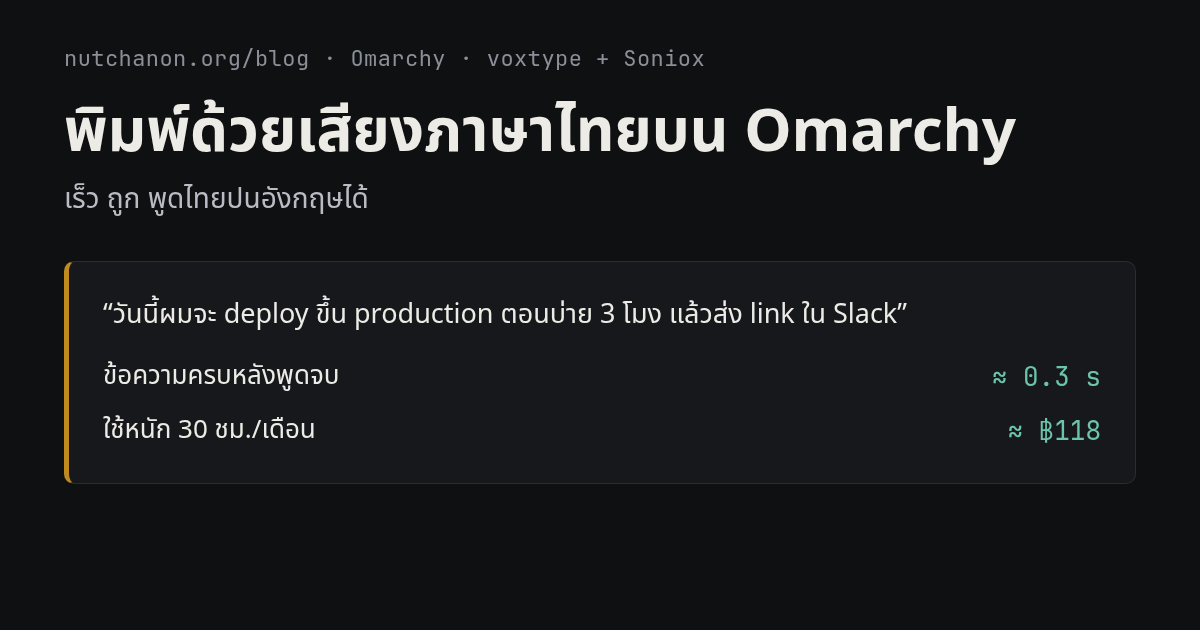 nutchanon.org/blog · Omarchy · voxtype + Soniox
พิมพ์ด้วยเสียงภาษาไทยบน Omarchy
เร็ว ถูก พูดไทยปนอังกฤษได้
“วันนี้ผมจะ deploy ขึ้น production ตอนบ่าย 3 โมง แล้วส่ง link ใน Slack”
ข้อความครบหลังพูดจบ ≈ 0.3 s
ใช้หนัก 30 ชม./เดือน ≈ ฿118